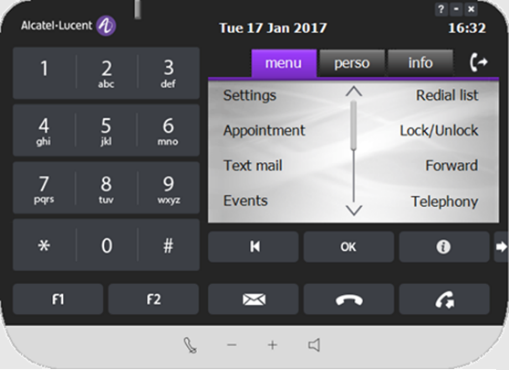 ? - x
Alcatel-Lucent
Tue 17 Jan 2017
16:32
menu perso info
1 2 abc 3 def
4 ghi 5 jkl 6 mno
7 pqrs 8 tuv 9 wxyz
* 0 #
F1 F2
Settings Redial list
Appointment Lock/Unlock
Text mail Forward
Events Telephony
OK i
- +